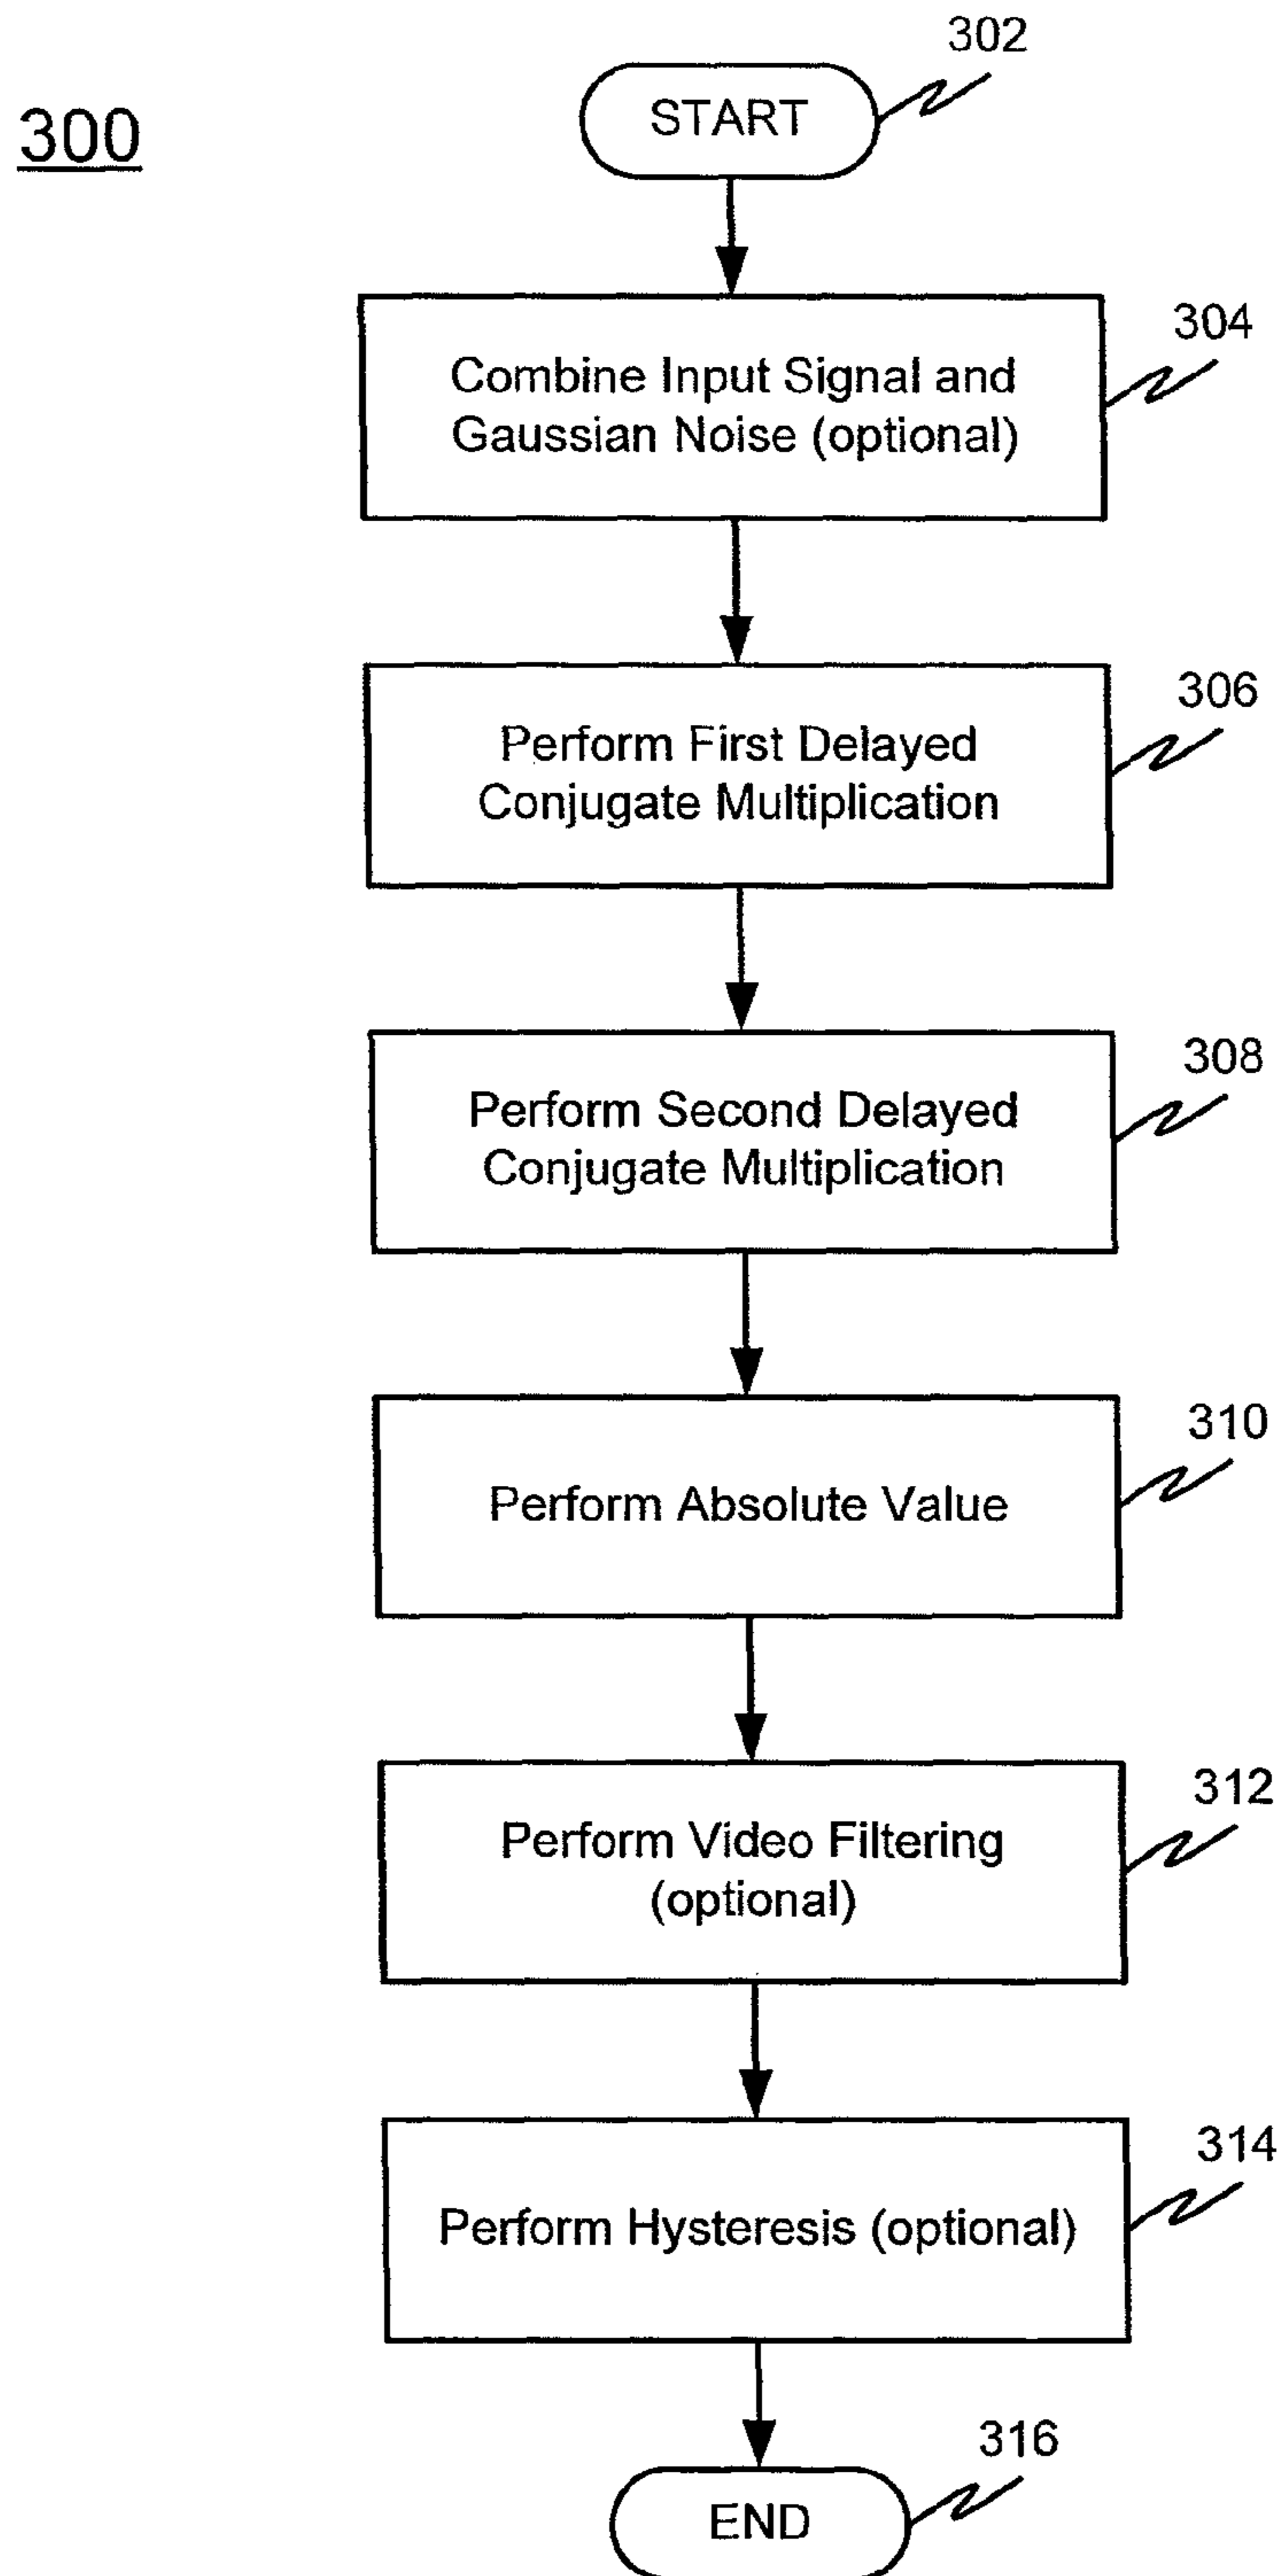 300
START
302
Combine Input Signal and
Gaussian Noise (optional)
304
Perform First Delayed
Conjugate Multiplication
306
Perform Second Delayed
Conjugate Multiplication
308
Perform Absolute Value
310
Perform Video Filtering
(optional)
312
Perform Hysteresis (optional)
314
END
316